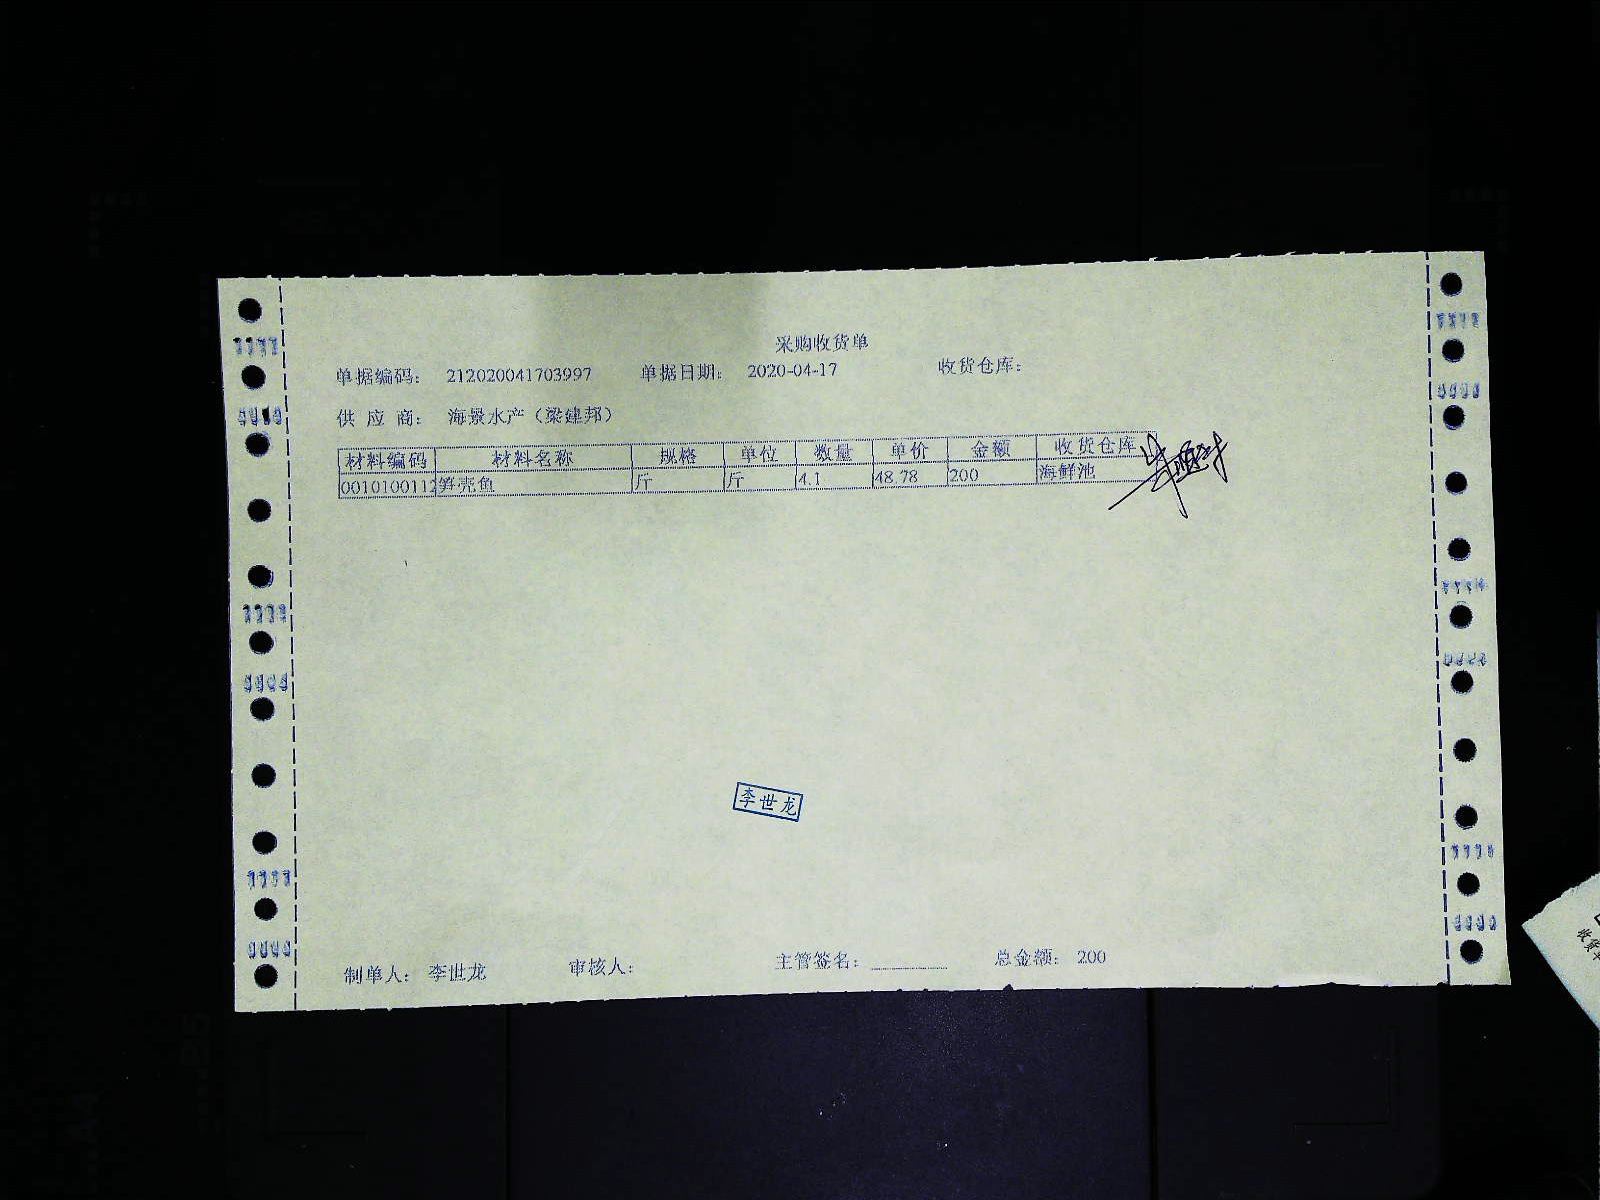 采购收货单
单据编码: 212020041703997 单据日期: 2020-04-17 收货仓库:
供 应 商: 海景水产（梁建邦）
材料编码 材料名称 规格 单位 数量 单价 金额 收货仓库
0010100112 笋壳鱼 斤 斤 4.1 48.78 200 海鲜池
李世龙
制单人: 李世龙 审核人: 主管签名: 总金额: 200
收货